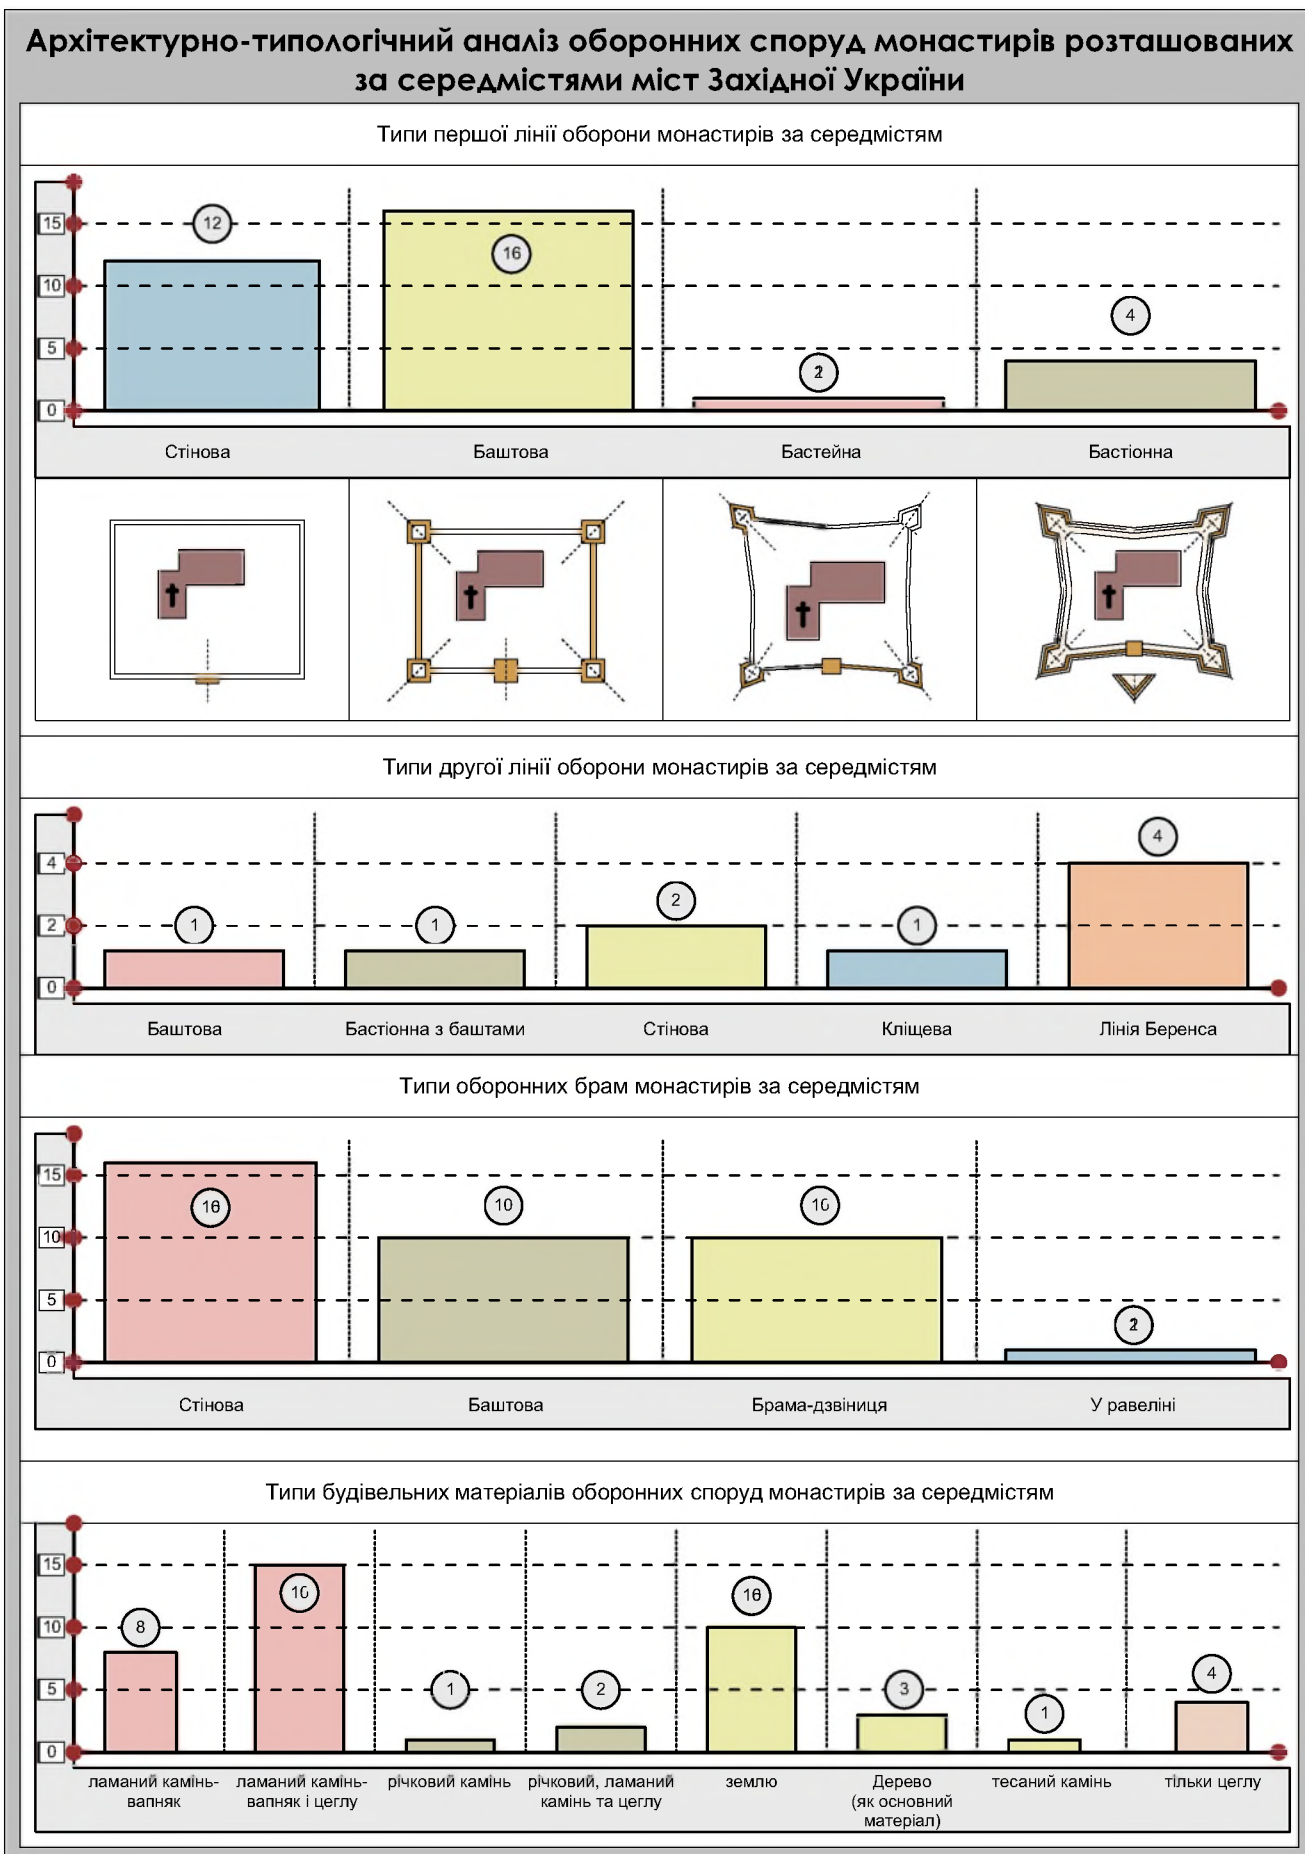 Архітектурно-типологічний аналіз оборонних споруд монастирів розташованих
за середмістями міст Західної України
Типи першої лінії оборони монастирів за середмістям
15
10
5
0
12
16
4
Стінова
Баштова
Бастейна
Бастіонна
Типи другої лінії оборони монастирів за середмістям
4
2
0
1
1
2
1
4
Баштова
Бастіонна з баштами
Стінова
Кліщева
Лінія Беренса
Типи оборонних брам монастирів за середмістям
15
10
5
0
10
10
Стінова
Баштова
Брама-дзвіниця
У равеліні
Типи будівельних матеріалів оборонних споруд монастирів за середмістям
15
10
5
0
8
10
1
2
3
1
4
ламаний камінь-
вапняк
ламаний камінь-
вапняк і цеглу
річковий камінь
річковий, ламаний
камінь та цеглу
землю
Дерево
(як основний
матеріал)
тесаний камінь
тільки цеглу